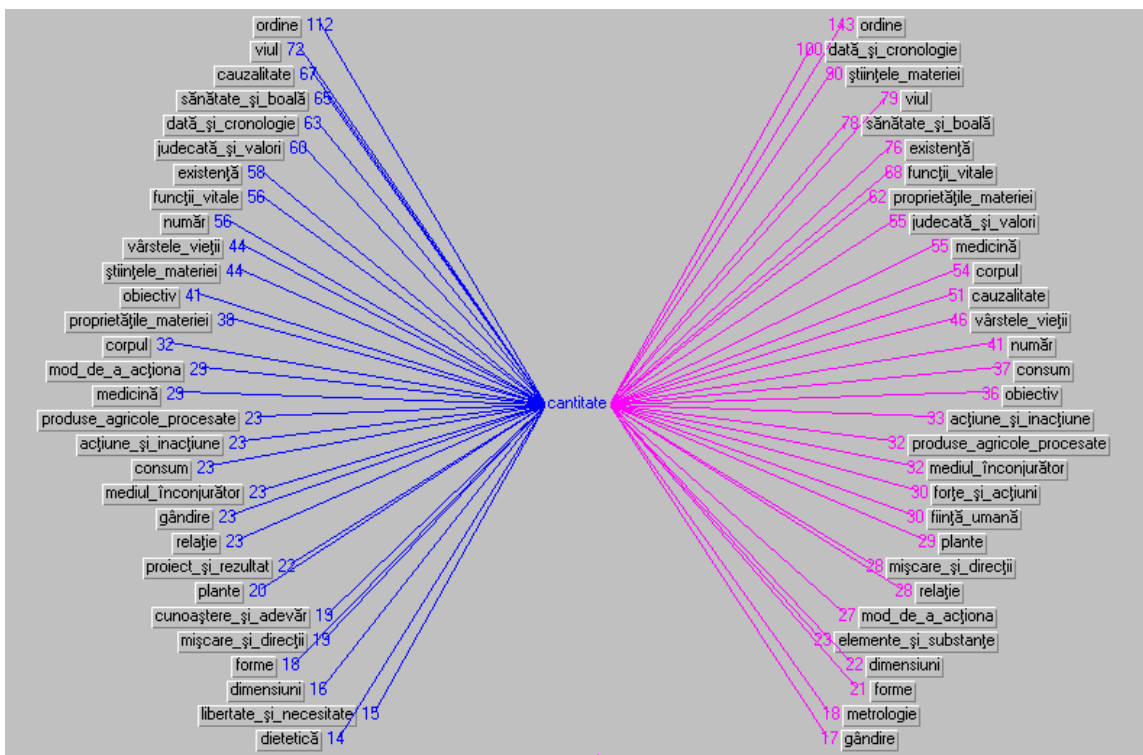 ordine 112
viul 72
cauzalitate 67
sănătate_şi_boală 65
dată_şi_cronologie 63
judecată_şi_valori 60
existenţă 58
funcţii_vitale 56
număr 56
vârstele_vieţii 44
ştiinţele_materiei 44
obiectiv 41
proprietăţile_materiei 38
corpul 32
mod_de_a_acţiona 29
medicină 29
produse_agricole_procesate 23
acţiune_şi_inacţiune 23
consum 23
mediul_înconjurător 23
gândire 23
relaţie 23
proiect_şi_rezultat 22
plante 20
cunoaştere_şi_adevăr 19
mişcare_şi_direcţii 19
forme 18
dimensiuni 16
libertate_şi_necesitate 15
dietetică 14
cantitate
143 ordine
100 dată_şi_cronologie
90 ştiinţele_materiei
79 viul
78 sănătate_şi_boală
76 existenţă
68 funcţii_vitale
62 proprietăţile_materiei
55 judecată_şi_valori
55 medicină
54 corpul
51 cauzalitate
46 vârstele_vieţii
41 număr
37 consum
36 obiectiv
33 acţiune_şi_inacţiune
32 produse_agricole_procesate
32 mediul_înconjurător
30 forţe_şi_acţiuni
30 fiinţă_umană
29 plante
28 mişcare_şi_direcţii
28 relaţie
27 mod_de_a_acţiona
23 elemente_şi_substanţe
22 dimensiuni
21 forme
18 metrologie
17 gândire